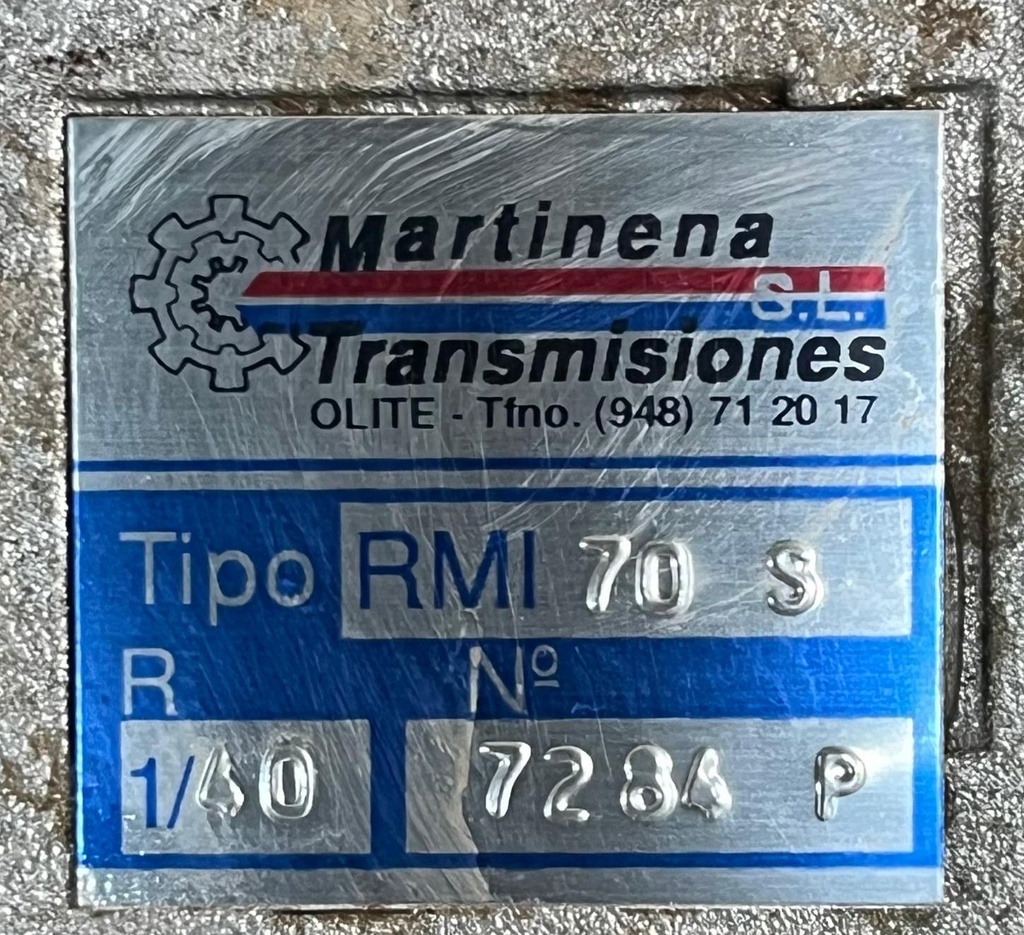 Martinena
S.L.
Transmisiones
OLITE - Tfno. (948) 71 20 17
Tipo RMI 70 S
R Nº
1/40 7284 P